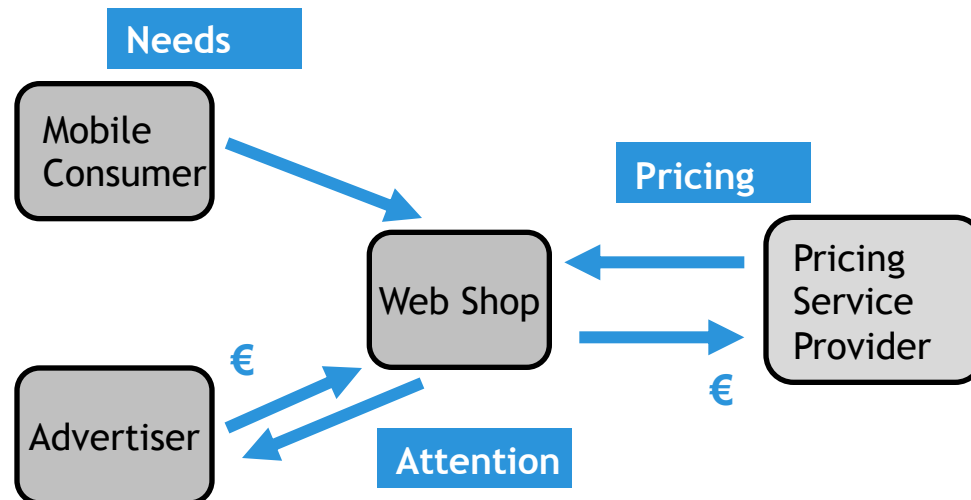 Needs
Mobile
Consumer
Pricing
Pricing
Service
Provider
Web Shop
€
€
Advertiser
Attention